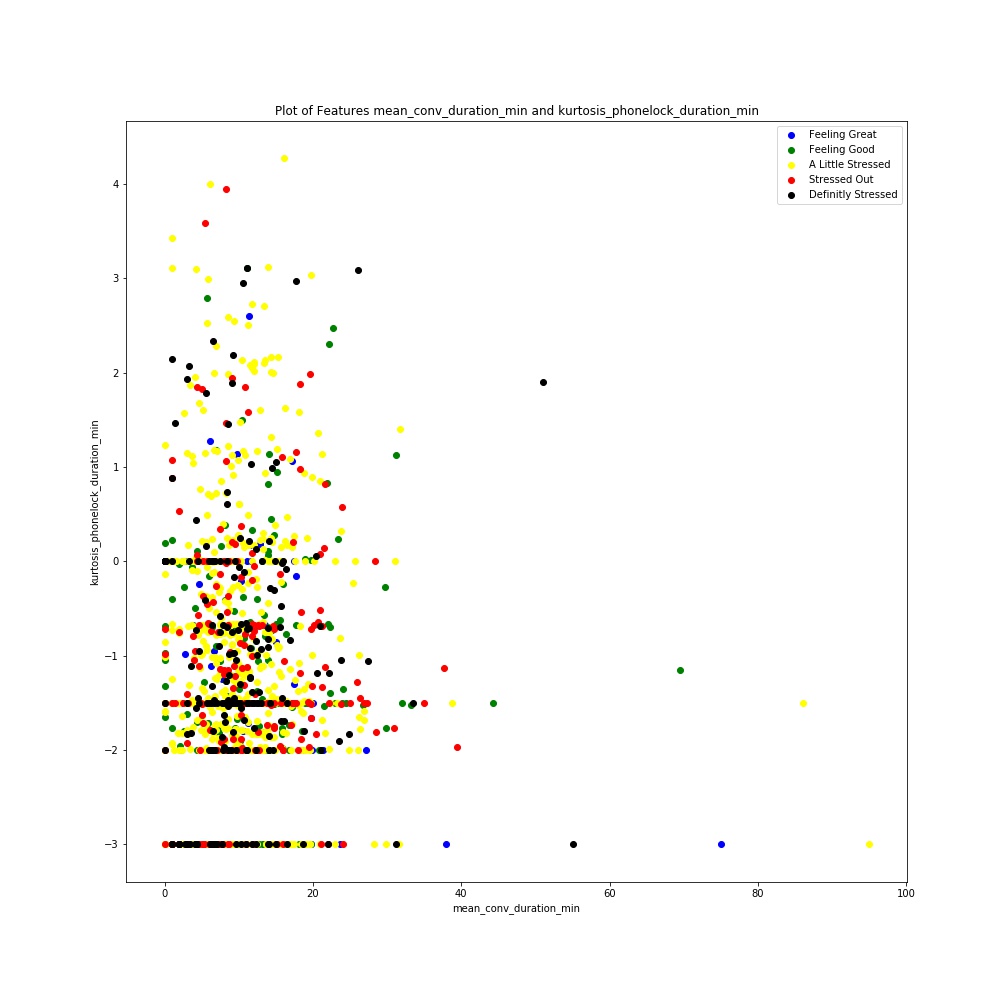 Plot of Features mean_conv_duration_min and kurtosis_phonelock_duration_min
Feeling Great
Feeling Good
A Little Stressed
Stressed Out
Definitly Stressed
kurtosis_phonelock_duration_min
4
3
2
1
0
−1
−2
−3
0 20 40 60 80 100
mean_conv_duration_min